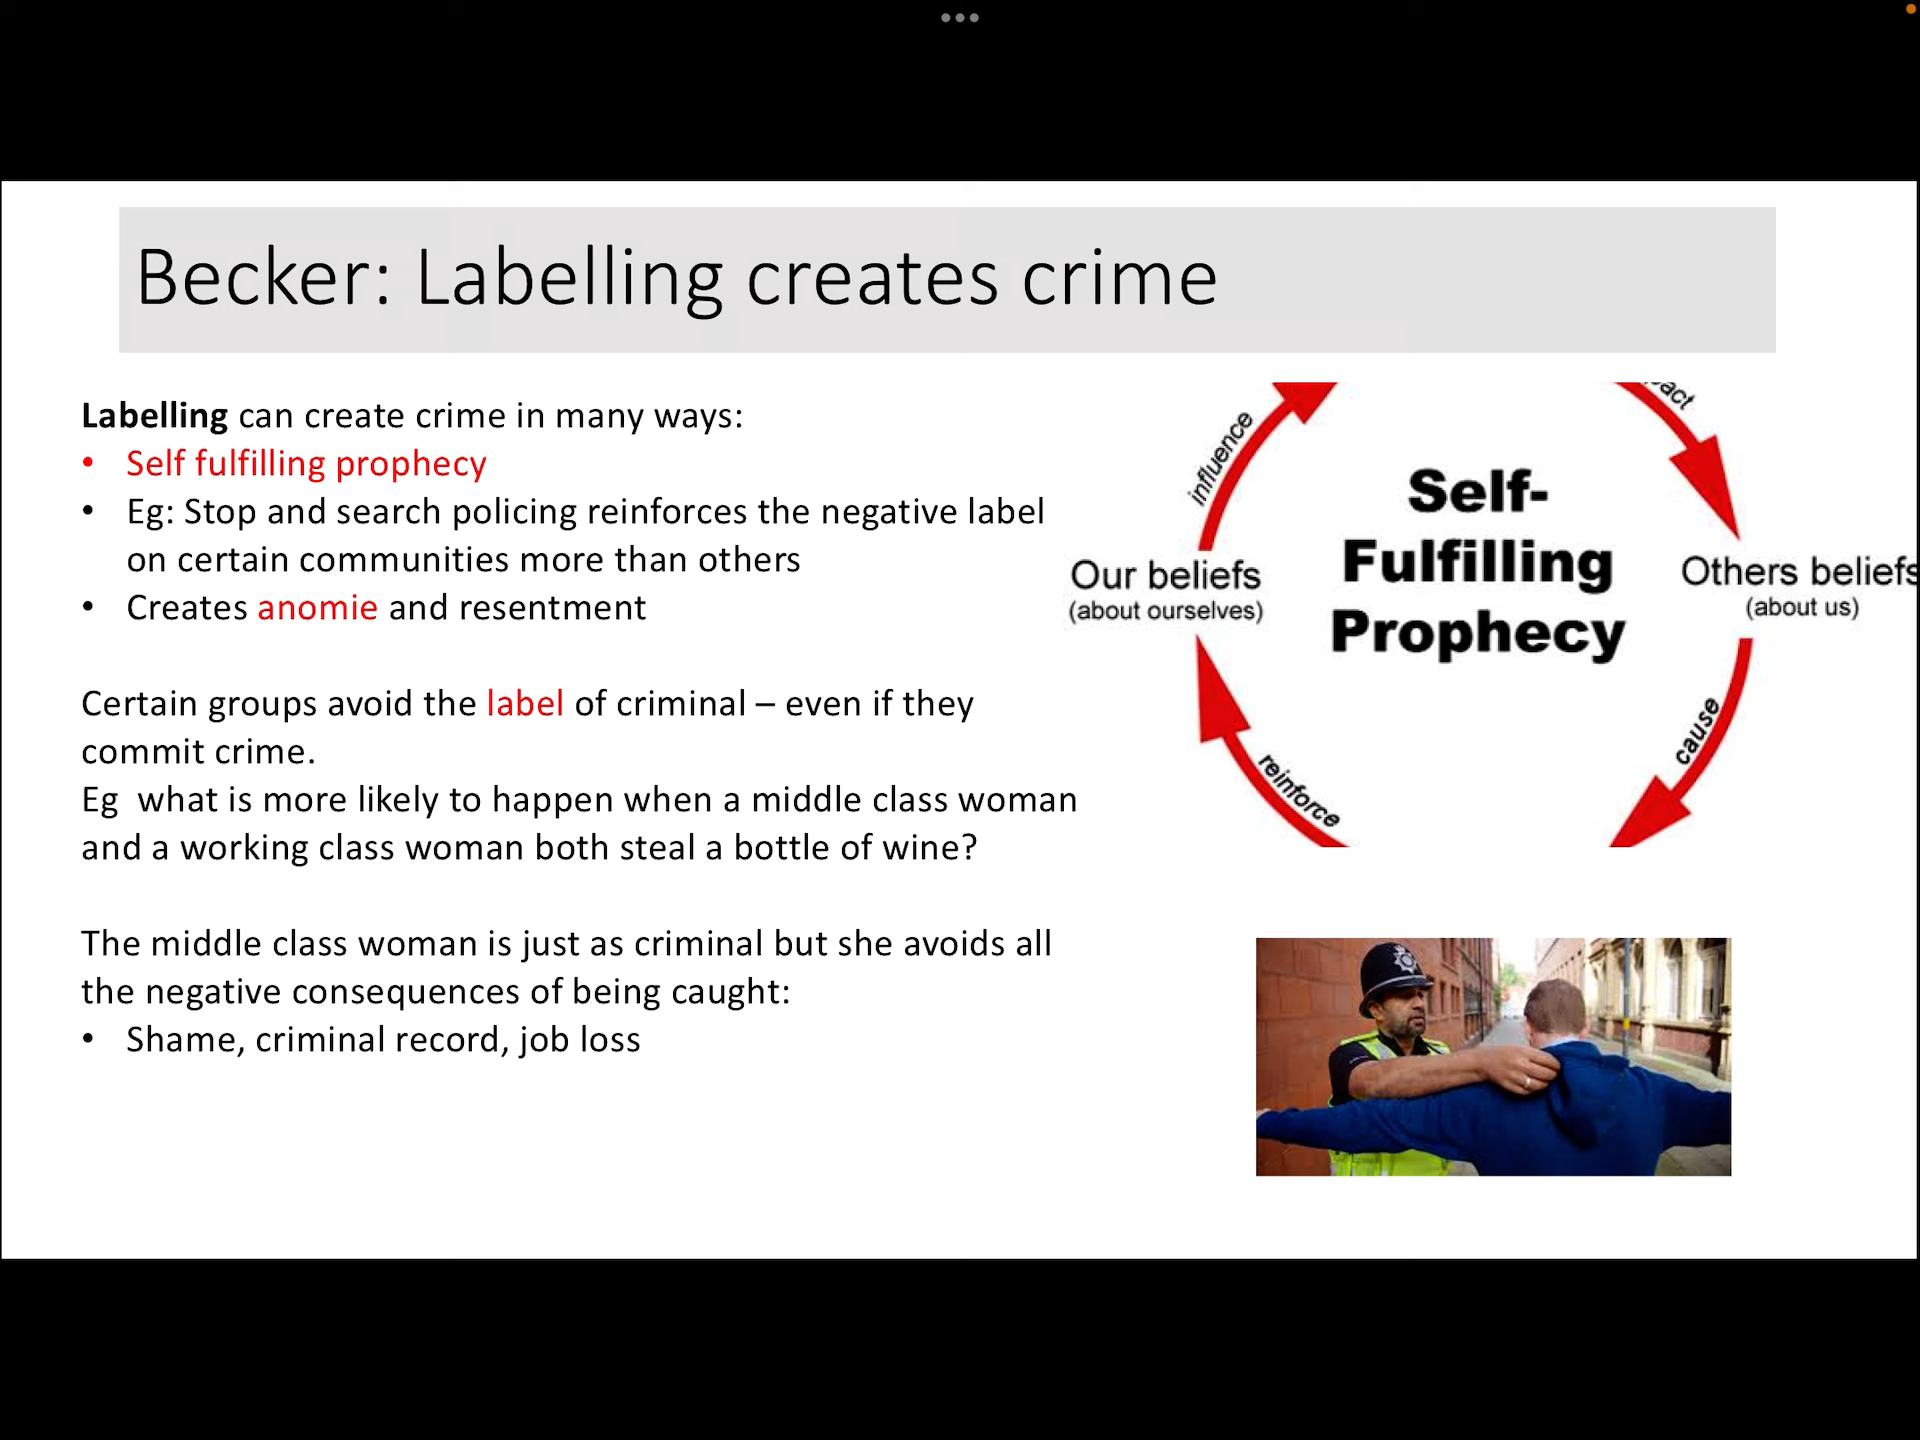 Becker: Labelling creates crime
Labelling can create crime in many ways:
• Self fulfilling prophecy
• Eg: Stop and search policing reinforces the negative label
on certain communities more than others
• Creates anomie and resentment
Certain groups avoid the label of criminal – even if they
commit crime.
Eg  what is more likely to happen when a middle class woman
and a working class woman both steal a bottle of wine?
The middle class woman is just as criminal but she avoids all
the negative consequences of being caught:
• Shame, criminal record, job loss
influence
Self-
Fulfilling
Prophecy
Our beliefs
(about ourselves)
Others beliefs
(about us)
cause
reinforce